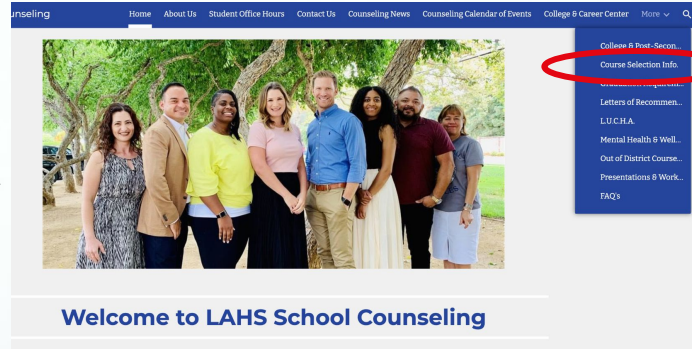 unseling Home About Us Student Office Hours Contact Us Counseling News Counseling Calendar of Events College & Career Center More
College & Post-Secon...
Course Selection Info.
Graduation Requirem...
Letters of Recommen...
L.U.C.H.A.
Mental Health & Well...
Out of District Course...
Presentations & Work...
FAQ's
Welcome to LAHS School Counseling